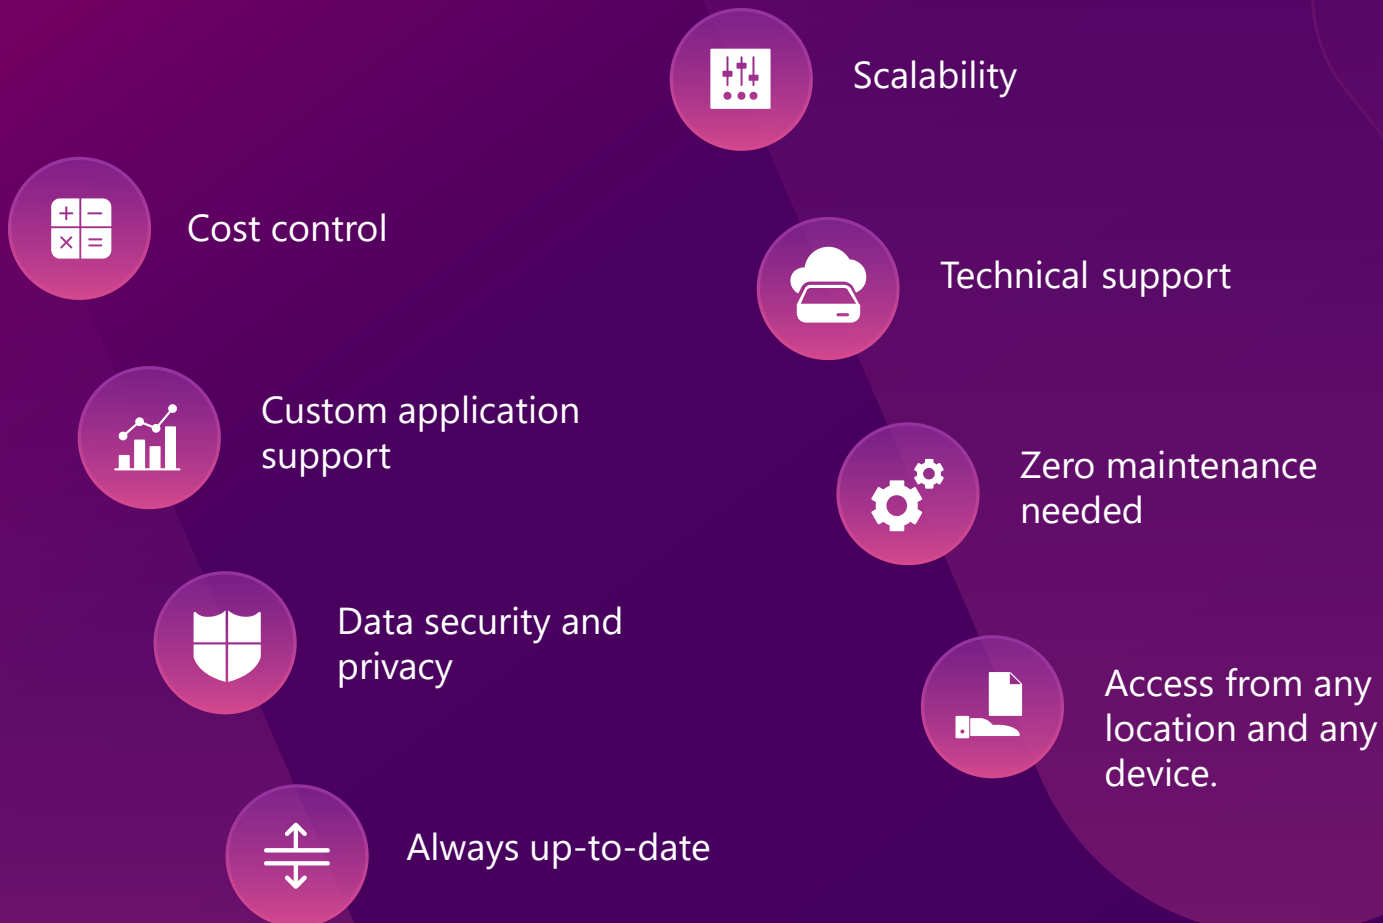 Cost control
Custom application
support
Data security and
privacy
Always up-to-date
Scalability
Technical support
Zero maintenance
needed
Access from any
location and any
device.